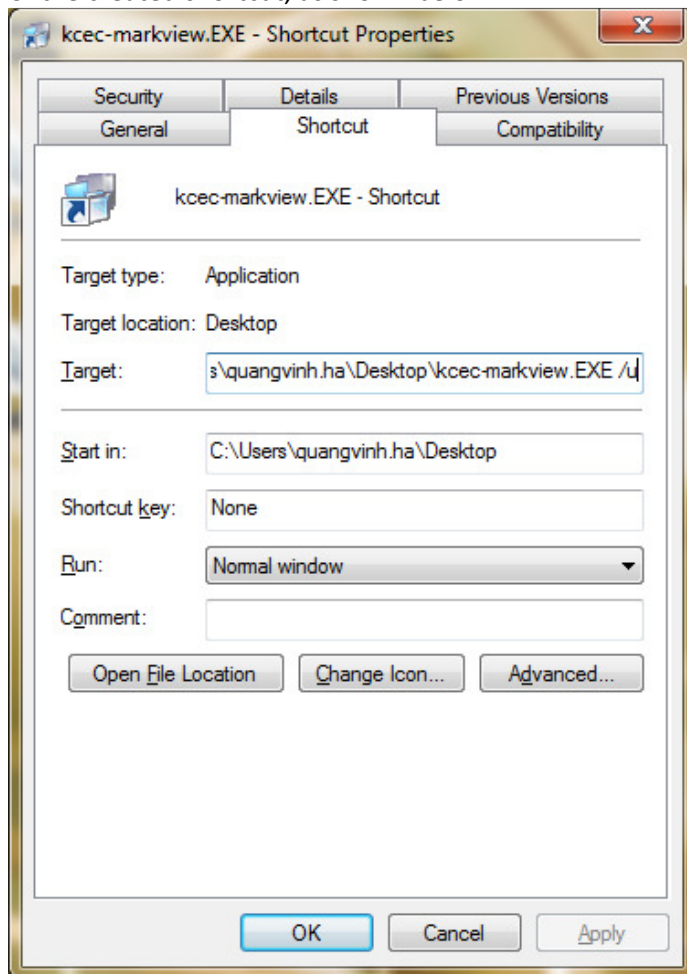 kcec-markview.EXE - Shortcut Properties
Security Details Previous Versions
General Shortcut Compatibility
kcec-markview.EXE - Shortcut
Target type: Application
Target location: Desktop
Target: s\quangvinh.ha\Desktop\kcec-markview.EXE /u
Start in: C:\Users\quangvinh.ha\Desktop
Shortcut key: None
Run: Normal window
Comment:
Open File Location Change Icon... Advanced...
OK Cancel Apply